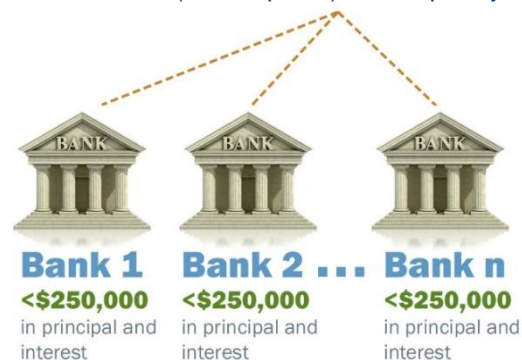 BANK BANK BANK
Bank 1 Bank 2 ... Bank n
<$250,000 <$250,000 <$250,000
in principal and in principal and in principal and
interest interest interest